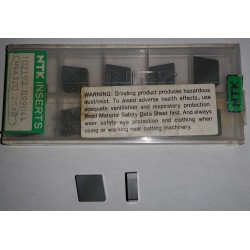 NTK INSERTS
WARNING: Grinding product produces hazardous
dust/mist. To avoid adverse health effects, use
adequate ventilation and respiratory protection.
Read Material Safety Data Sheet first. And
always wear safety eye protection clothing when
using or working near cutting machinery.
NTK